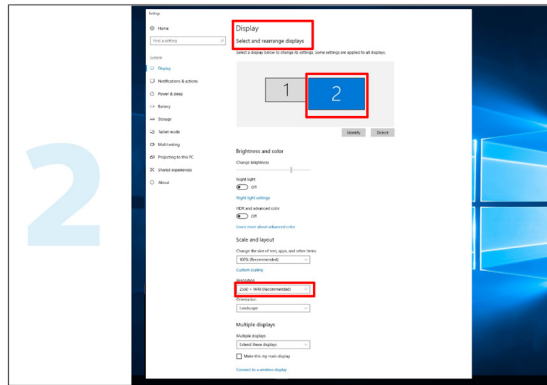 Settings
Home
Find a setting
System
Display
Notifications & actions
Power & sleep
Battery
Storage
Tablet mode
Multitasking
Projecting to this PC
Shared experiences
About
2
Display
Select and rearrange displays
Select a display below to change its settings. Some settings are applied to all displays.
1
2
Identify
Detect
Brightness and color
Change brightness
Night light
Off
Night light settings
HDR and advanced color
Off
Learn more about advanced color
Scale and layout
Change the size of text, apps, and other items
100% (Recommended)
Custom scaling
Resolution
2560 × 1440 (Recommended)
Orientation
Landscape
Multiple displays
Multiple displays
Extend these displays
Make this my main display
Connect to a wireless display